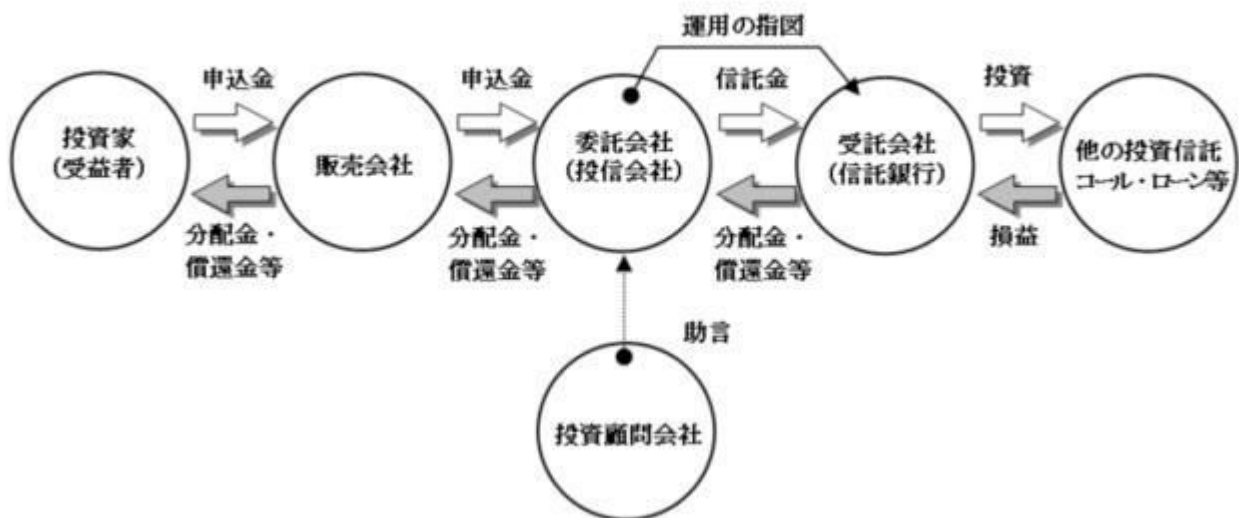 運用の指図
申込金
申込金
信託金
投資
投資家
(受益者)
販売会社
委託会社
(投信会社)
受託会社
(信託銀行)
他の投資信託
コール・ローン等
分配金・
償還金等
分配金・
償還金等
分配金・
償還金等
損益
助言
投資顧問会社